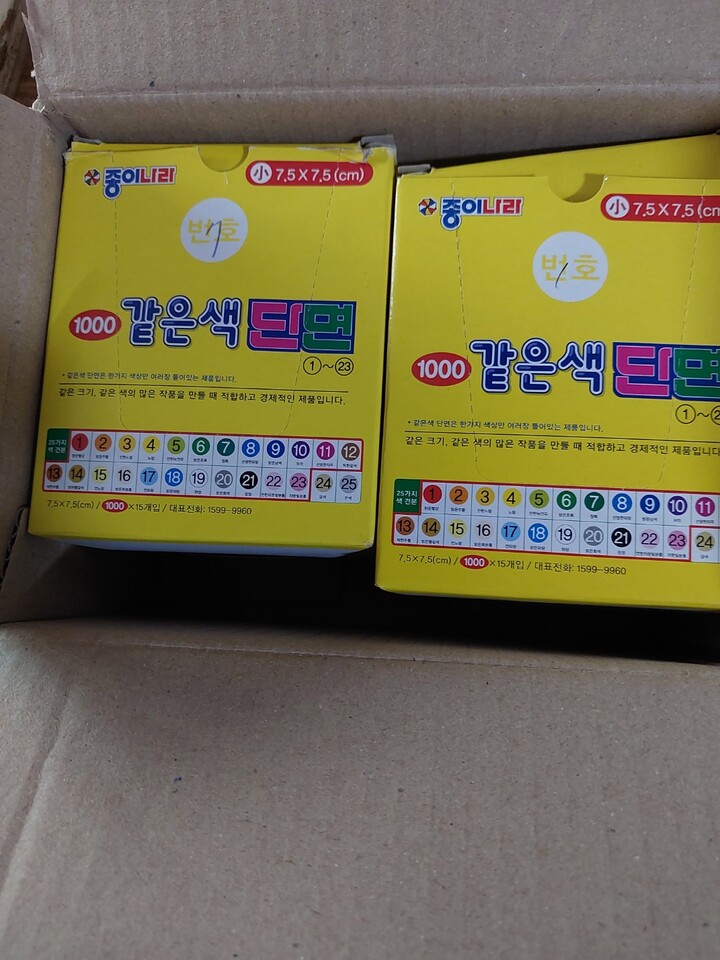 종이나라
小 7.5X7.5(cm)
번호
7
1000 같은색 단면
①~㉓
* 같은색 단면은 한가지 색상만 여러장 들어있는 제품입니다.
같은 크기, 같은 색의 많은 작품을 만들 때 적합하고 경제적인 제품입니다.
25가지
색 견본
1 2 3 4 5 6 7 8 9 10 11 12
13 14 15 16 17 18 19 20 21 22 23 24 25
7.5X7.5(cm) / 1000 X15개입 / 대표전화: 1599-9960
종이나라
小 7.5X7.5(cm
번호
1
1000 같은색 단면
①~
* 같은색 단면은 한가지 색상만 여러장 들어있는 제품입니다.
같은 크기, 같은 색의 많은 작품을 만들 때 적합하고 경제적인 제품입니다
25가지
색 견본
1 2 3 4 5 6 7 8 9 10 11
13 14 15 16 17 18 19 20 21 22 23 24
7.5X7.5(cm) / 1000 X15개입 / 대표전화: 1599-9960